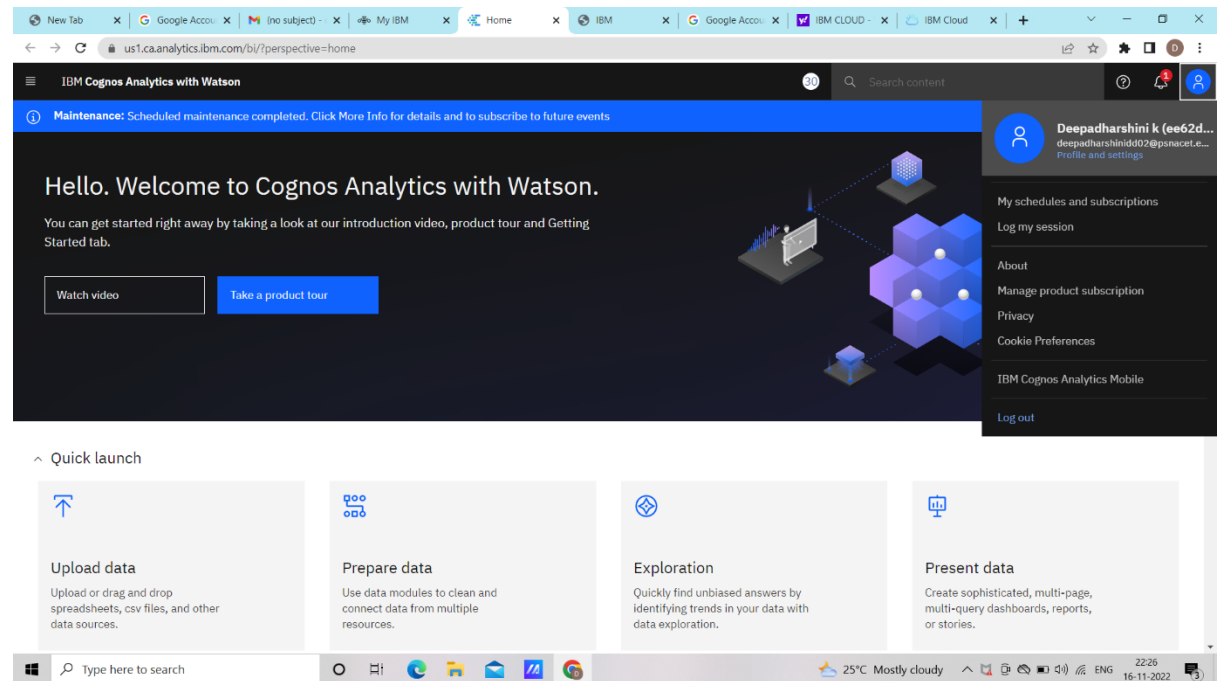 New Tab
Google Accou
(no subject) -
My IBM
Home
IBM
Google Accou
IBM CLOUD -
IBM Cloud
us1.ca.analytics.ibm.com/bi/?perspective=home
D
IBM Cognos Analytics with Watson
30
Search content
1
Maintenance: Scheduled maintenance completed. Click More Info for details and to subscribe to future events
Deepadharshini k (ee62d...
deepadharshinidd02@psnacet.e...
Profile and settings
My schedules and subscriptions
Log my session
About
Manage product subscription
Privacy
Cookie Preferences
IBM Cognos Analytics Mobile
Log out
Hello. Welcome to Cognos Analytics with Watson.
You can get started right away by taking a look at our introduction video, product tour and Getting
Started tab.
Watch video
Take a product tour
Quick launch
Upload data
Upload or drag and drop
spreadsheets, csv files, and other
data sources.
Prepare data
Use data modules to clean and
connect data from multiple
resources.
Exploration
Quickly find unbiased answers by
identifying trends in your data with
data exploration.
Present data
Create sophisticated, multi-page,
multi-query dashboards, reports,
or stories.
Type here to search
25°C Mostly cloudy
ENG
22:26
16-11-2022
3